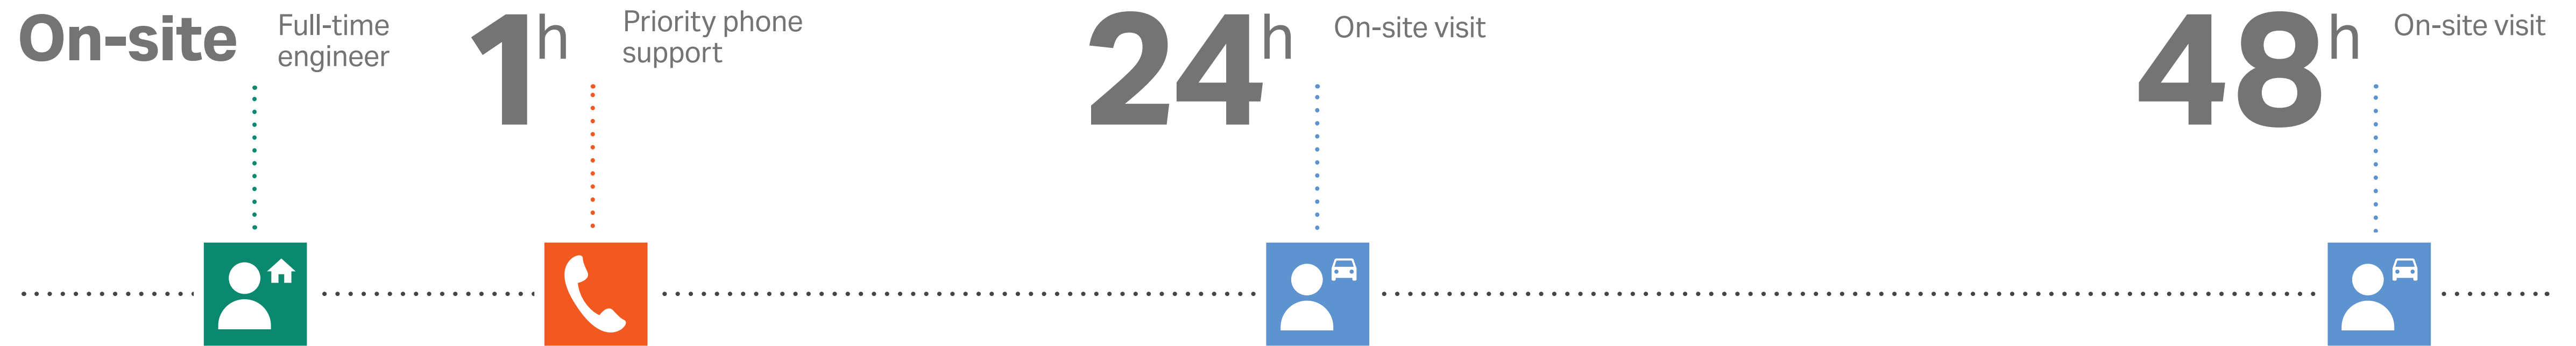 On-site
Full-time
engineer
1h
Priority phone
support
24h
On-site visit
48h
On-site visit